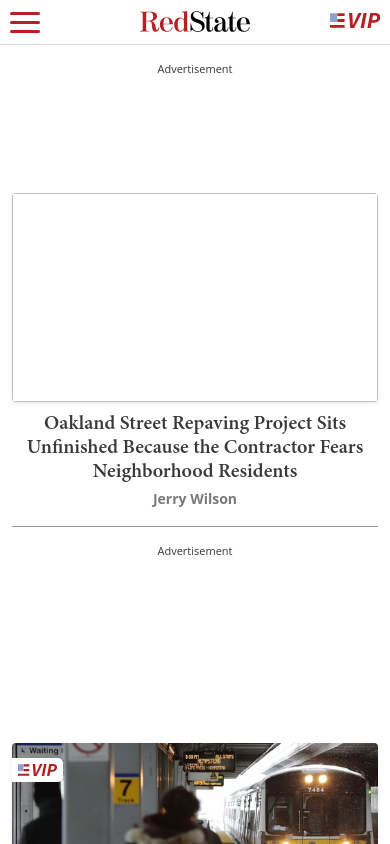 RedState
VIP
Advertisement
Oakland Street Repaving Project Sits
Unfinished Because the Contractor Fears
Neighborhood Residents
Jerry Wilson
Advertisement
Waiting
VIP
7
Track
HEMPSTEAD
7484